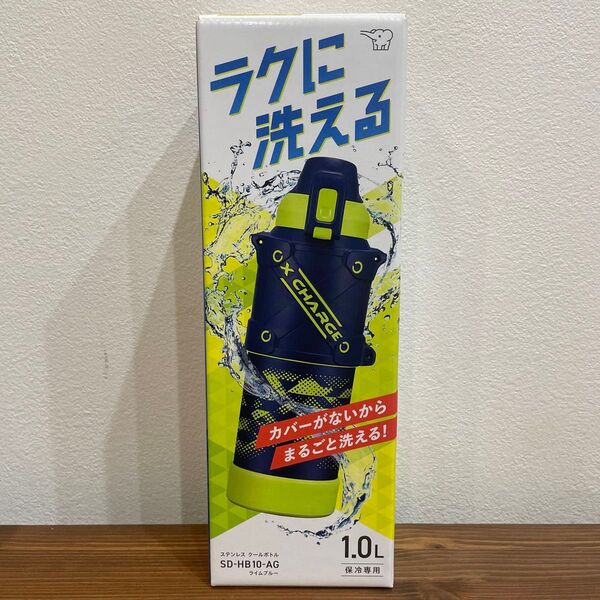 ラクに
洗える
X CHARGE
カバーがないから
まるごと洗える!
ステンレス クールボトル
SD-HB10-AG
ライムブルー
1.0L
保冷専用